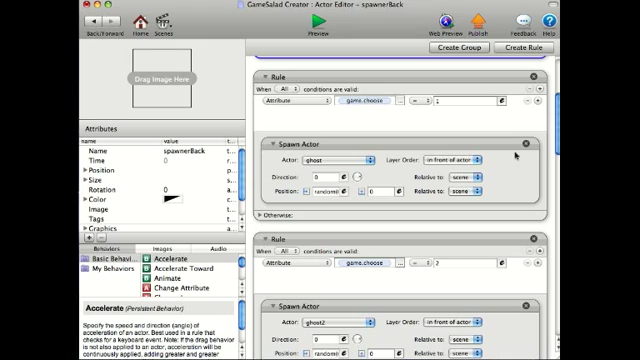 GameSalad Creator : Actor Editor - spawnerBack
Back/Forward Home Scenes Preview Web Preview Publish Feedback Help
Create Group Create Rule
Drag Image Here
Attributes
name value t...
Name spawnerBack t...
Time 0 r...
Position
Size
Rotation 0 r...
Color
Image
Tags
Graphics
+ -
Behaviors Images Audio
Basic Behavi...
My Behaviors
B Accelerate
B Accelerate Toward
B Animate
A Change Attribute
Accelerate (Persistent Behavior)
Specify the speed and direction (angle) of
acceleration of an Actor. Best used in a rule that
checks for a keyboard event. Note: If the drag behavior
is not also applied to an actor, acceleration will be
continuously applied, adding greater and greater
Rule
When All conditions are valid:
Attribute game.choose ... = 1
Spawn Actor
Actor: ghost Layer Order: in front of actor
Direction: 0 Relative to: scene
Position: random( 0 Relative to: scene
Otherwise:
Rule
When All conditions are valid:
Attribute game.choose ... = 2
Spawn Actor
Actor: ghost2 Layer Order: in front of actor
Direction: 0 Relative to: scene
Position: random( 0 Relative to: scene